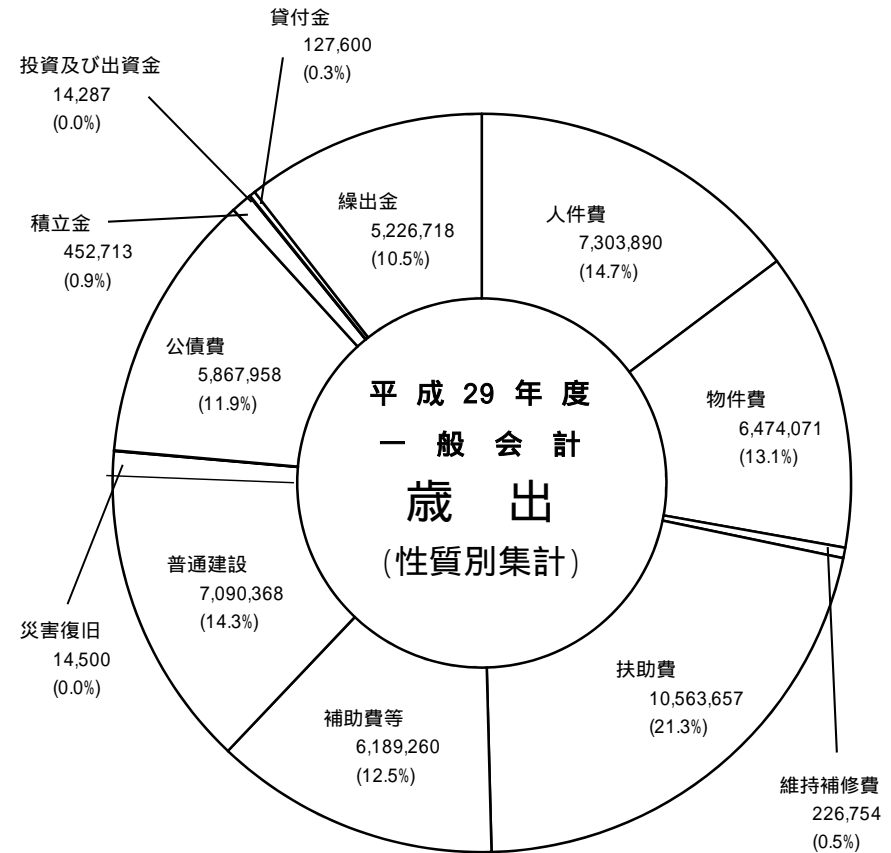 貸付金
127,600
(0.3%)
投資及び出資金
14,287
(0.0%)
積立金
452,713
(0.9%)
繰出金
5,226,718
(10.5%)
人件費
7,303,890
(14.7%)
公債費
5,867,958
(11.9%)
物件費
6,474,071
(13.1%)
平成 29 年度
一般会計
歳出
(性質別集計)
普通建設
7,090,368
(14.3%)
災害復旧
14,500
(0.0%)
扶助費
10,563,657
(21.3%)
補助費等
6,189,260
(12.5%)
維持補修費
226,754
(0.5%)